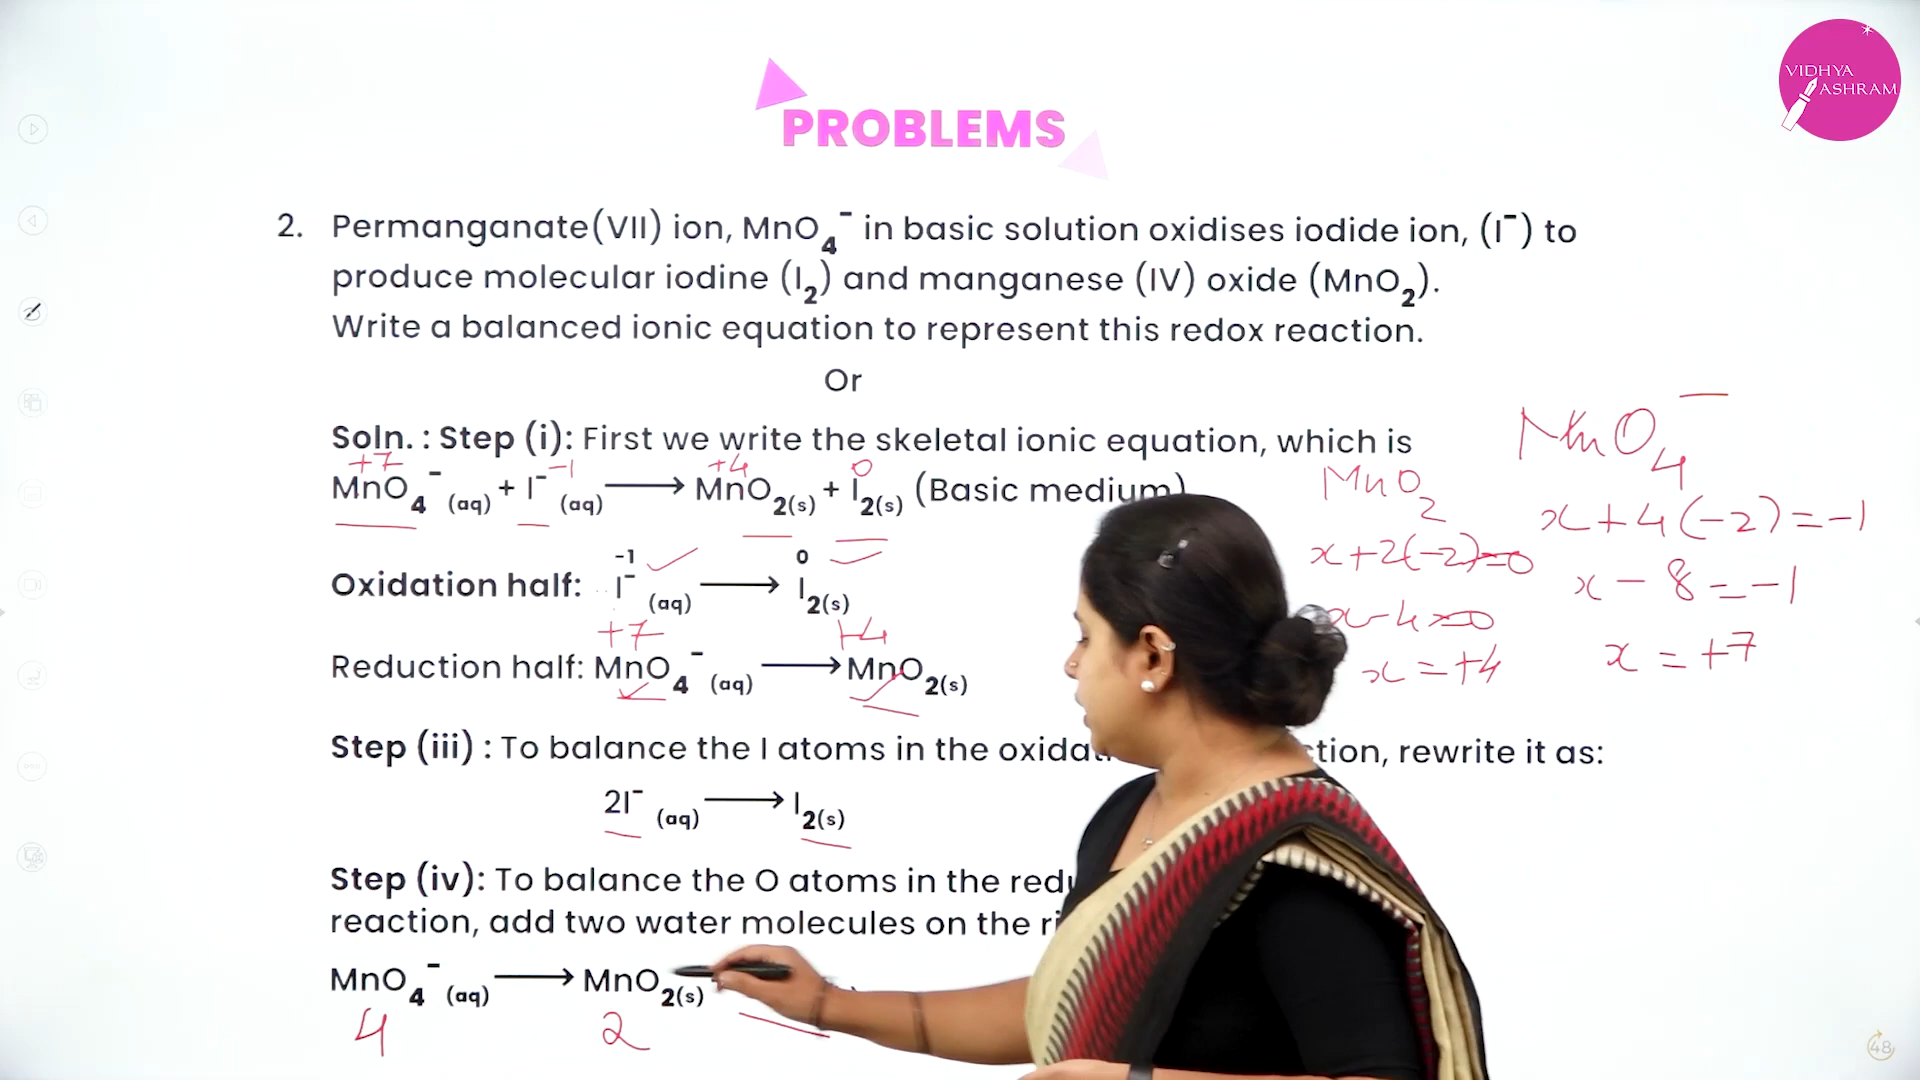 VIDHYA
ASHRAM
PROBLEMS
2. Permanganate(VII) ion, MnO₄⁻ in basic solution oxidises iodide ion, (I⁻) to
produce molecular iodine (I₂) and manganese (IV) oxide (MnO₂).
Write a balanced ionic equation to represent this redox reaction.
Or
Soln. : Step (i): First we write the skeletal ionic equation, which is
+7 -1 +4 0
MnO₄⁻ (aq) + I⁻ (aq) ⟶ MnO₂(s) + I₂(s) (Basic medium)
-1 0
Oxidation half: I⁻ (aq) ⟶ I₂(s)
+7 +4
Reduction half: MnO₄⁻ (aq) ⟶ MnO₂(s)
Step (iii) : To balance the I atoms in the oxida tion, rewrite it as:
2I⁻ (aq) ⟶ I₂(s)
Step (iv): To balance the O atoms in the
reaction, add two water molecules on the
MnO₄⁻ (aq) ⟶ MnO₂(s)
4 2
MnO₂
x+2(-2)=0
x-4=0
x=+4
MnO₄⁻
x+4(-2)=-1
x-8=-1
x=+7
48